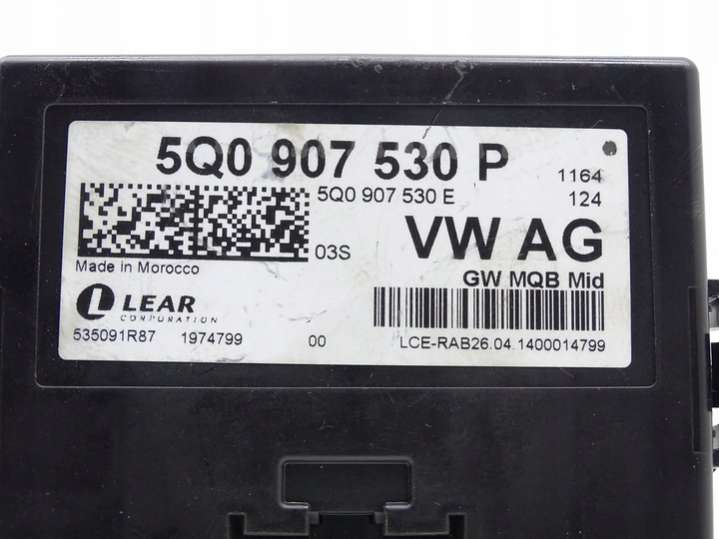 5Q0 907 530 P
1164
5Q0 907 530 E
124
03S
VW AG
Made in Morocco
GW MQB Mid
LEAR
CORPORATION
535091R87 1974799 00
LCE-RAB26.04.1400014799